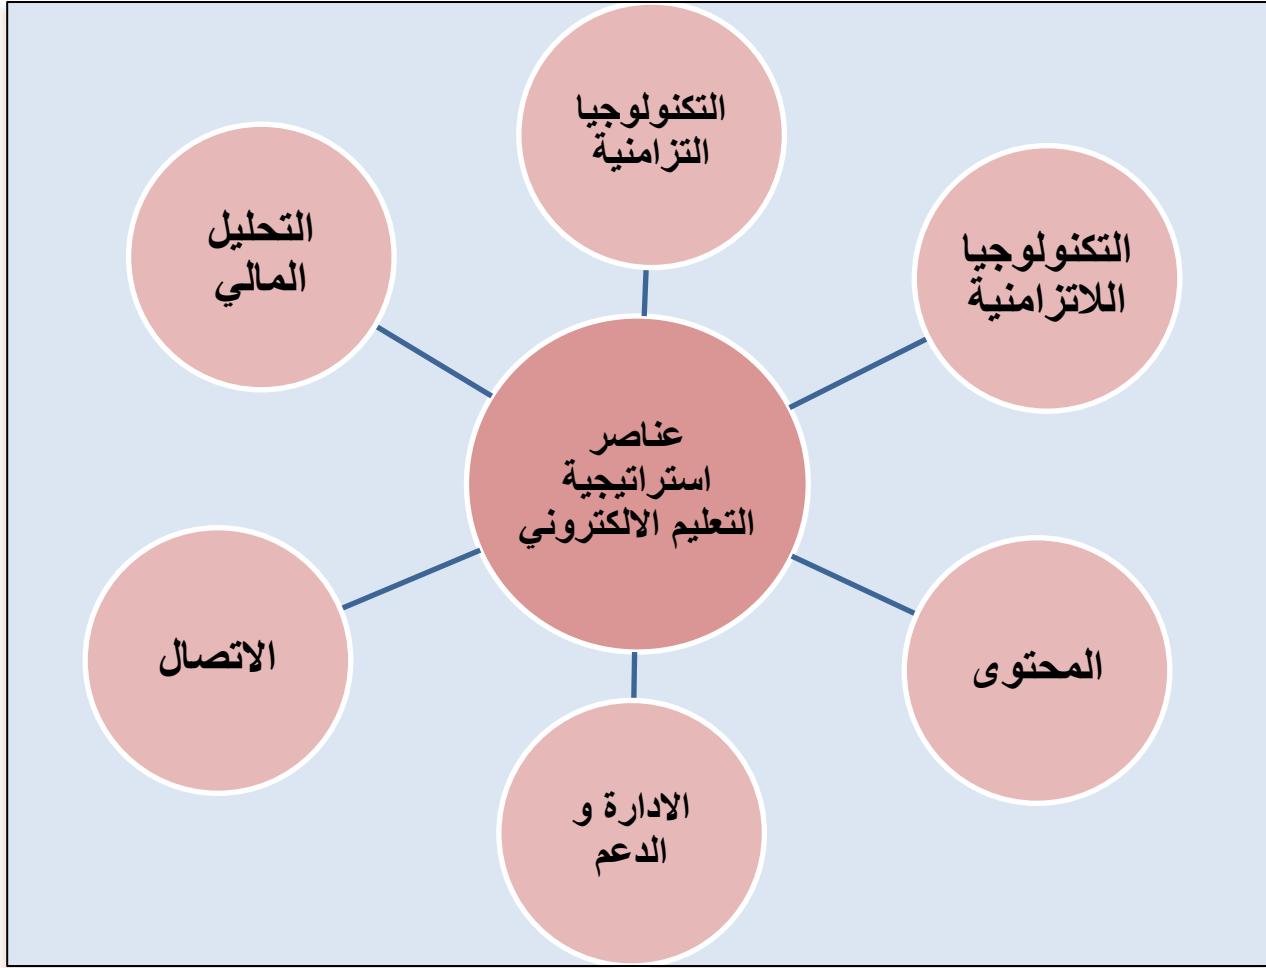 التكنولوجيا
التزامنية
التكنولوجيا
اللاتزامنية
التحليل
المالي
عناصر
استراتيجية
التعليم الالكتروني
المحتوى
الاتصال
الادارة و
الدعم